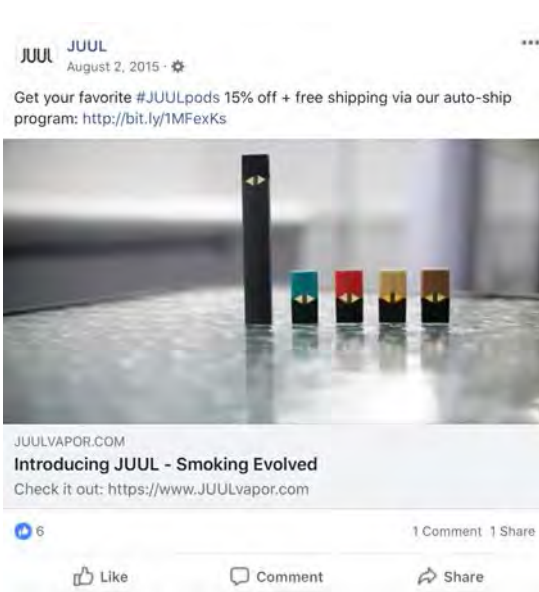 JUUL
JUUL
August 2, 2015 ·
Get your favorite #JUULpods 15% off + free shipping via our auto-ship
program: http://bit.ly/1MFexKs
JUULVAPOR.COM
Introducing JUUL - Smoking Evolved
Check it out: https://www.JUULvapor.com
6
1 Comment 1 Share
Like Comment Share